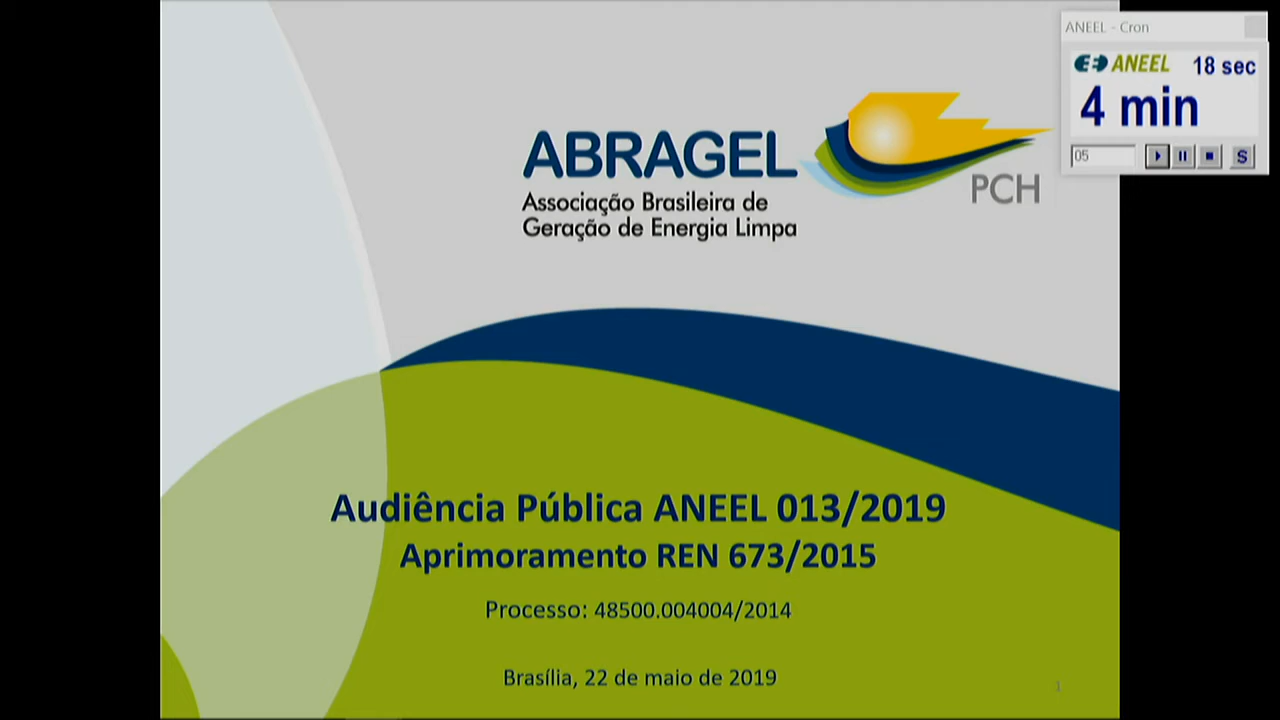 ANEEL - Cron
ANEEL 18 sec
4 min
05
S
ABRAGEL
Associação Brasileira de
Geração de Energia Limpa
PCH
Audiência Pública ANEEL 013/2019
Aprimoramento REN 673/2015
Processo: 48500.004004/2014
Brasília, 22 de maio de 2019
1